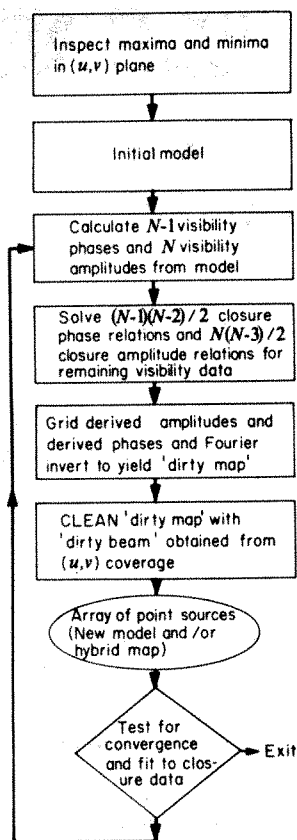 Inspect maxima and minima
in (u,v) plane
Initial model
Calculate N-1 visibility
phases and N visibility
amplitudes from model
Solve (N-1)(N-2)/2 closure
phase relations and N(N-3)/2
closure amplitude relations for
remaining visibility data
Grid derived amplitudes and
derived phases and Fourier
invert to yield 'dirty map'
CLEAN 'dirty map' with
'dirty beam' obtained from
(u,v) coverage
Array of point sources
(New model and/or
hybrid map)
Test for
convergence
and fit to clos-
ure data
Exit